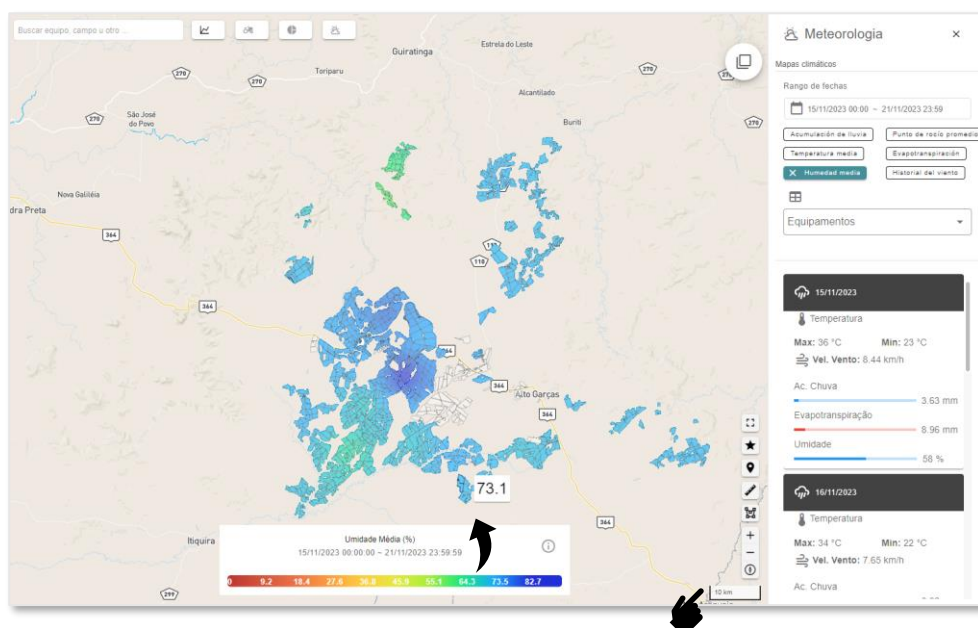 Buscar equipo, campo u otro ...
Guiratinga
Estrela do Leste
Toriparu
270
270
270
Alcantilado
São José
do Povo
270
Buriti
270
Nova Galiléia
dra Preta
364
110
364
364
364
Alto Garças
364
73.1
Itiquira
364
299
Umidade Média (%)
15/11/2023 00:00:00 ~ 21/11/2023 23:59:59
0 9.2 18.4 27.6 36.8 45.9 55.1 64.3 73.5 82.7
10 km
Meteorologia
Mapas climáticos
Rango de fechas
15/11/2023 00:00 ~ 21/11/2023 23:59
Acumulación de lluvia
Punto de rocío promedio
Temperatura media
Evapotranspiración
Humedad media
Historial del viento
Equipamentos
15/11/2023
Temperatura
Max: 36 °C Min: 23 °C
Vel. Vento: 8.44 km/h
Ac. Chuva
3.63 mm
Evapotranspiração
8.96 mm
Umidade
58 %
16/11/2023
Temperatura
Max: 34 °C Min: 22 °C
Vel. Vento: 7.65 km/h
Ac. Chuva